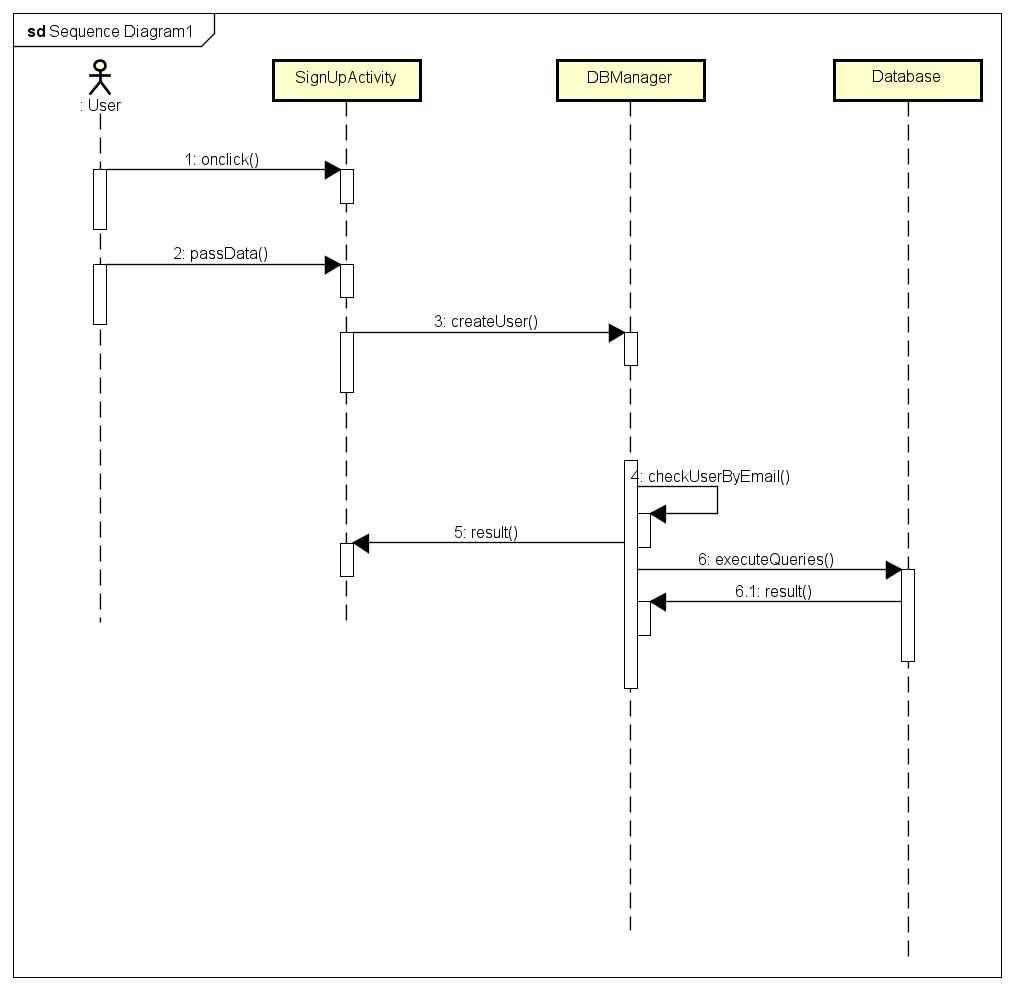 sd Sequence Diagram1
: User
SignUpActivity
DBManager
Database
1: onclick()
2: passData()
3: createUser()
4: checkUserByEmail()
5: result()
6: executeQueries()
6.1: result()